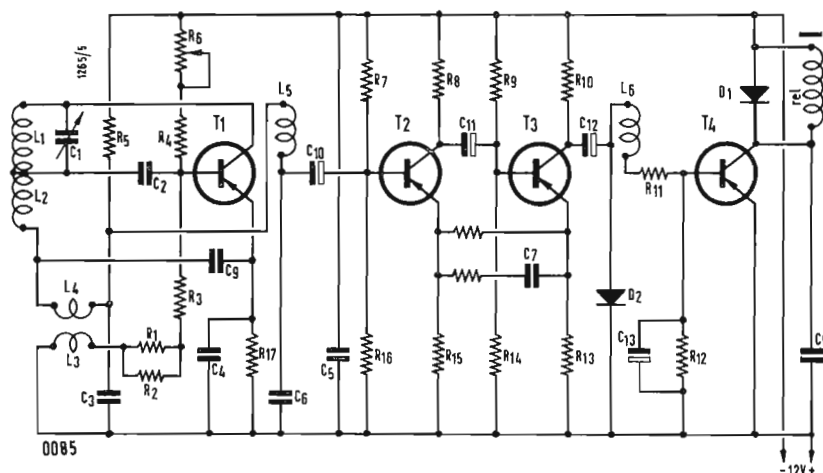 1265/5
R6
L5
R7
R8
R9
R10
L6
D1
rel
L1
C1
R5
R4
T1
C10
T2
C11
T3
C12
T4
L2
C2
R11
C9
C7
L4
R3
D2
L3
R1
R2
C4
R17
C5
R16
R15
R14
R13
C13
R12
C3
C6
0085
-12V+